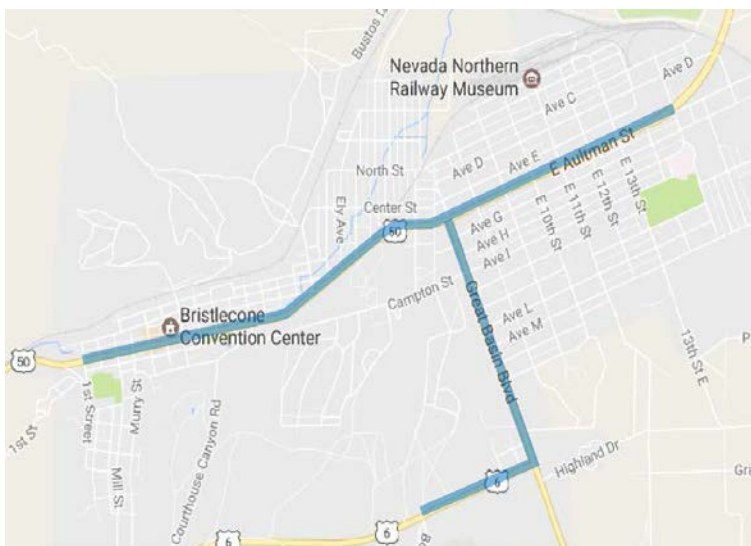 Bustos D
Nevada Northern
Railway Museum
Ave D
Ave C
E Aultman St
Ave E
Ave D
North St
E 13th St
E 12th St
E 11th St
E 10th St
Center St
Ely Ave
50
Ave G
Ave H
Ave I
Campton St
Great Basin Blvd
Bristlecone
Convention Center
Ave L
Ave M
50
13th St E
P
1st Street
Murry St
1st St
Courthouse Canyon Rd
Mill St
Highland Dr
Gri
6
6
6
Bo